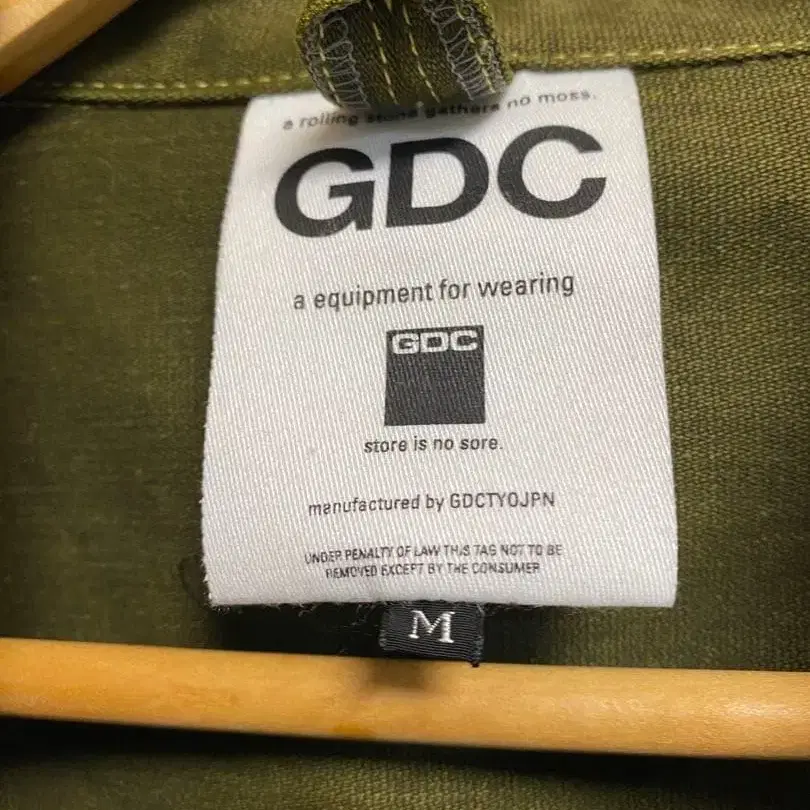 a rolling stone gathers no moss.
GDC
a equipment for wearing
GDC
store is no sore.
manufactured by GDCTYOJPN
UNDER PENALTY OF LAW THIS TAG NOT TO BE
REMOVED EXCEPT BY THE CONSUMER
M